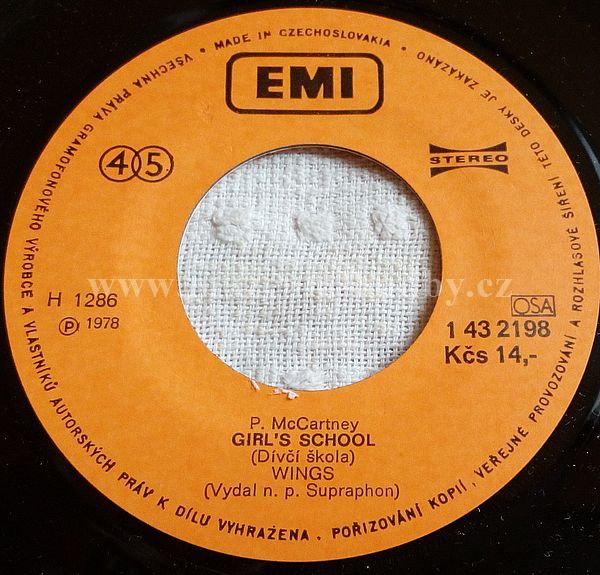 VŠECHNA PRÁVA GRAMOFONOVÉHO VÝROBCE A VLASTNÍKŮ AUTORSKÝCH PRÁV K DÍLU VYHRAŽENA . POŘIZOVÁNÍ KOPIÍ , VEŘEJNÉ PROVOZOVÁNÍ A ROZHLASOVÉ ŠÍŘENÍ TÉTO DESKY JE ZAKÁZÁNO • MADE IN CZECHOSLOVAKIA •
EMI
45
STEREO
H 1286
Ⓟ 1978
OSA
1 43 2198
Kčs 14,-
P. McCartney
GIRL'S SCHOOL
(Dívčí škola)
WINGS
(Vydal n. p. Supraphon)